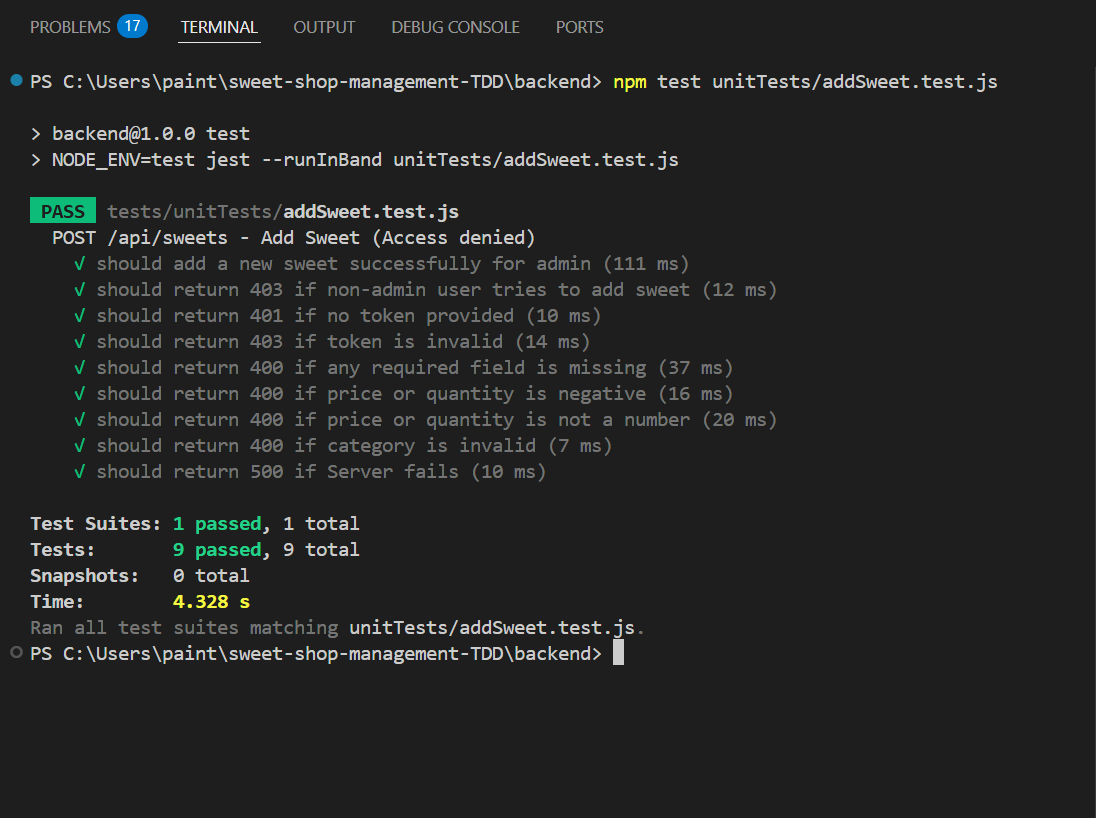 PROBLEMS 17 TERMINAL OUTPUT DEBUG CONSOLE PORTS
PS C:\Users\paint\sweet-shop-management-TDD\backend> npm test unitTests/addSweet.test.js
> backend@1.0.0 test
> NODE_ENV=test jest --runInBand unitTests/addSweet.test.js
PASS tests/unitTests/addSweet.test.js
POST /api/sweets - Add Sweet (Access denied)
√ should add a new sweet successfully for admin (111 ms)
√ should return 403 if non-admin user tries to add sweet (12 ms)
√ should return 401 if no token provided (10 ms)
√ should return 403 if token is invalid (14 ms)
√ should return 400 if any required field is missing (37 ms)
√ should return 400 if price or quantity is negative (16 ms)
√ should return 400 if price or quantity is not a number (20 ms)
√ should return 400 if category is invalid (7 ms)
√ should return 500 if Server fails (10 ms)
Test Suites: 1 passed, 1 total
Tests: 9 passed, 9 total
Snapshots: 0 total
Time: 4.328 s
Ran all test suites matching unitTests/addSweet.test.js.
PS C:\Users\paint\sweet-shop-management-TDD\backend>